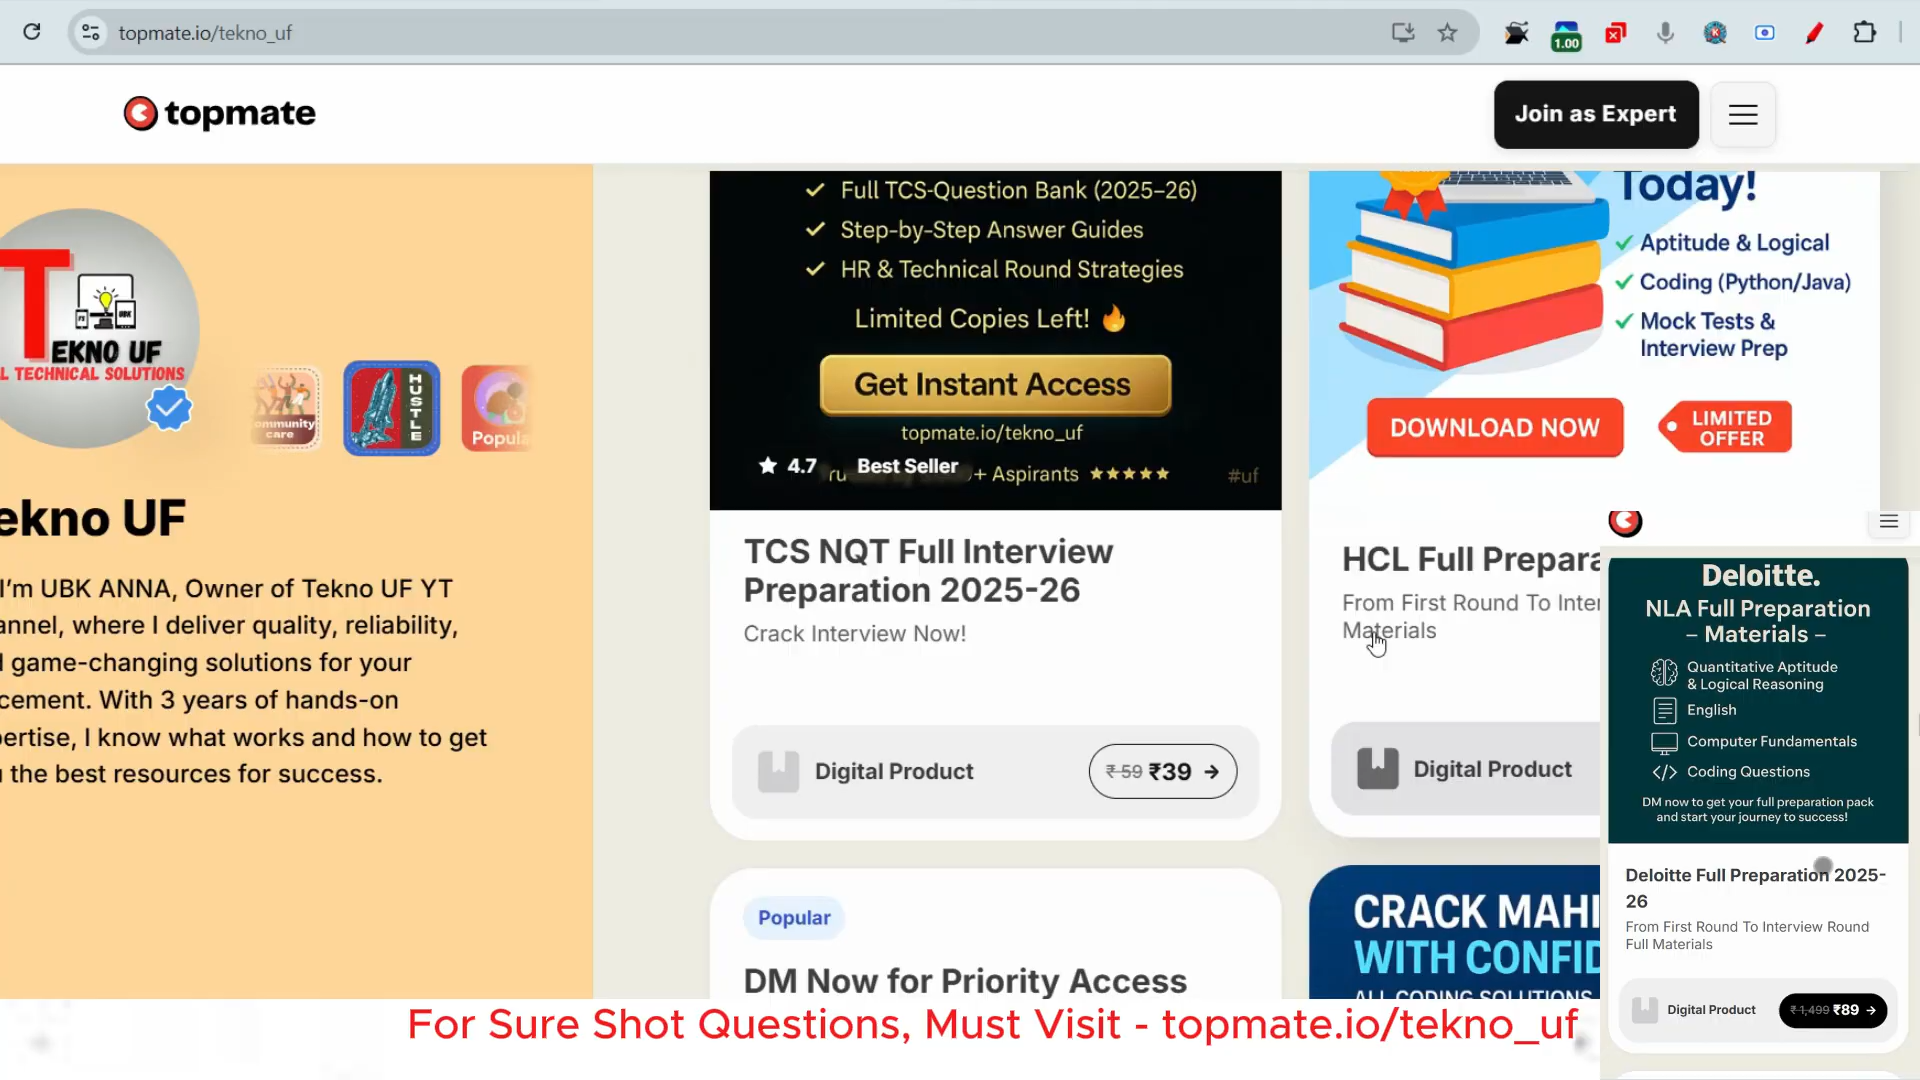 topmate.io/tekno_uf
1.00
topmate
Join as Expert
T
EKNO UF
L TECHNICAL SOLUTIONS
ommunity
care
HUSTLE
Popula
ekno UF
I'm UBK ANNA, Owner of Tekno UF YT
annel, where I deliver quality, reliability,
d game-changing solutions for your
cement. With 3 years of hands-on
pertise, I know what works and how to get
u the best resources for success.
Full TCS-Question Bank (2025–26)
Step-by-Step Answer Guides
HR & Technical Round Strategies
Limited Copies Left!
Get Instant Access
topmate.io/tekno_uf
4.7 Best Seller
+ Aspirants
#uf
TCS NQT Full Interview
Preparation 2025-26
Crack Interview Now!
Digital Product
₹ 59 ₹39
Popular
DM Now for Priority Access
Today!
Aptitude & Logical
Coding (Python/Java)
Mock Tests &
Interview Prep
DOWNLOAD NOW
LIMITED
OFFER
HCL Full Prepara
From First Round To Inte
Materials
Digital Product
CRACK MAHI
WITH CONFID
ALL CODING SOLUTIONS
Deloitte.
NLA Full Preparation
– Materials –
Quantitative Aptitude
& Logical Reasoning
English
Computer Fundamentals
Coding Questions
DM now to get your full preparation pack
and start your journey to success!
Deloitte Full Preparation 2025-
26
From First Round To Interview Round
Full Materials
Digital Product
₹ 1,499 ₹89
For Sure Shot Questions, Must Visit - topmate.io/tekno_uf